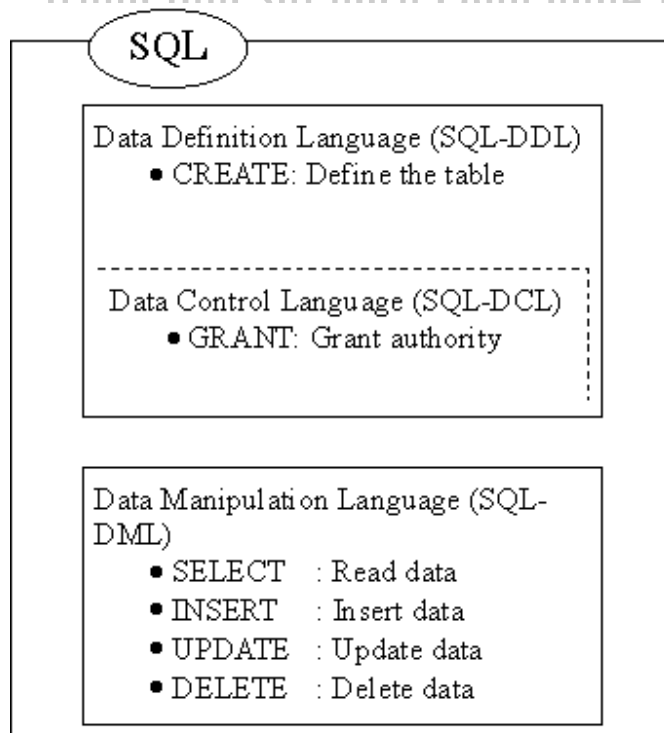 SQL
Data Definition Language (SQL-DDL)
● CREATE: Define the table
Data Control Language (SQL-DCL)
● GRANT: Grant authority
Data Manipulation Language (SQL-
DML)
● SELECT : Read data
● INSERT : Insert data
● UPDATE : Update data
● DELETE : Delete data